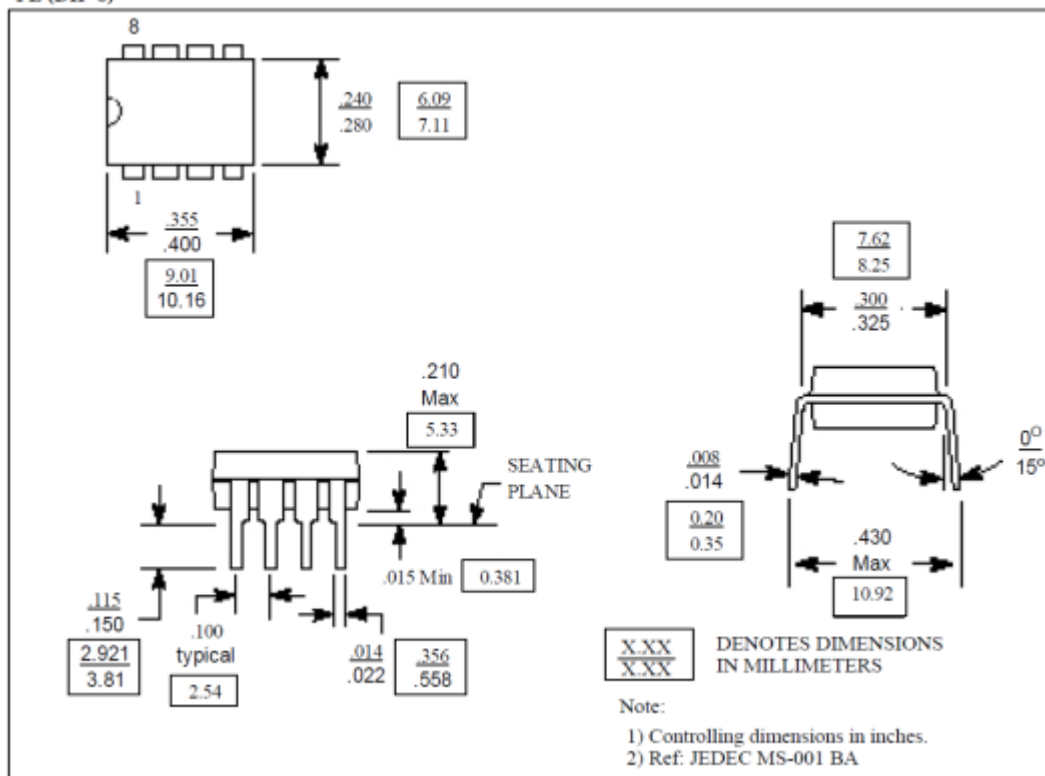 8
.240
.280
6.09
7.11
1
.355
.400
9.01
10.16
7.62
8.25
.300
.325
.210
Max
5.33
SEATING
PLANE
.008
.014
0°
15°
0.20
0.35
.430
Max
10.92
.015 Min
0.381
.115
.150
2.921
3.81
.100
typical
2.54
.014
.022
.356
.558
X.XX
X.XX
DENOTES DIMENSIONS
IN MILLIMETERS
Note:
1) Controlling dimensions in inches.
2) Ref: JEDEC MS-001 BA